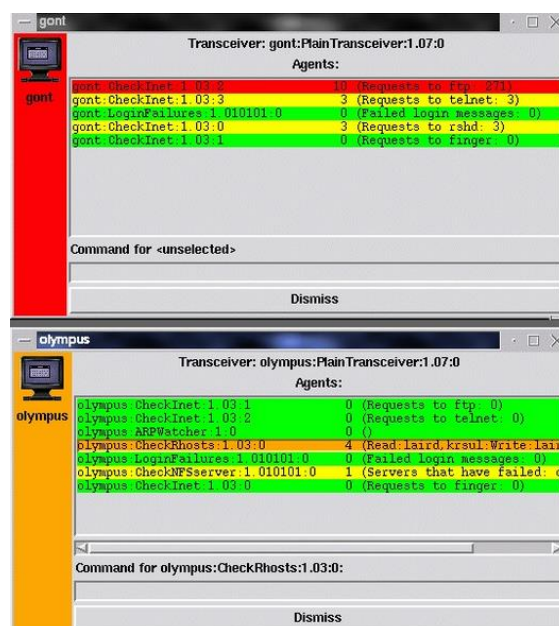 gont
Transceiver: gont:PlainTransceiver:1.07:0
Agents:
gont
gont:CheckInet:1.03:2 10 (Requests to ftp: 271)
gont:CheckInet:1.03:3 3 (Requests to telnet: 3)
gont:LoginFailures:1.010101:0 0 (Failed login messages: 0)
gont:CheckInet:1.03:0 3 (Requests to rshd: 3)
gont:CheckInet:1.03:1 0 (Requests to finger: 0)
Command for <unselected>
Dismiss
olympus
Transceiver: olympus:PlainTransceiver:1.07:0
Agents:
olympus
olympus:CheckInet:1.03:1 0 (Requests to ftp: 0)
olympus:CheckInet:1.03:2 0 (Requests to telnet: 0)
olympus:ARPWatcher:1.0 0 ()
olympus:CheckRhosts:1.03:0 4 (Read:laird,krsul:Write:lair
olympus:LoginFailures:1.010101:0 0 (Failed login messages: 0)
olympus:CheckNFSserver:1.010101:0 1 (Servers that have failed:
olympus:CheckInet:1.03:0 0 (Requests to finger: 0)
Command for olympus:CheckRhosts:1.03:0:
Dismiss